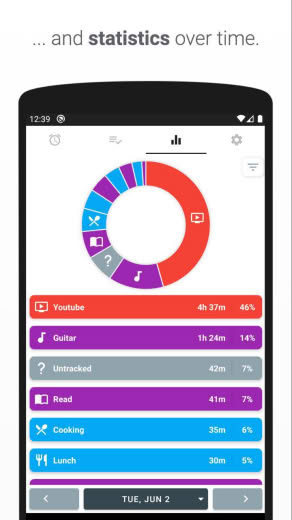 ... and statistics over time.
12:39
Youtube 4h 37m 46%
Guitar 1h 24m 14%
? Untracked 42m 7%
Read 41m 7%
Cooking 35m 6%
Lunch 30m 5%
TUE, JUN 2